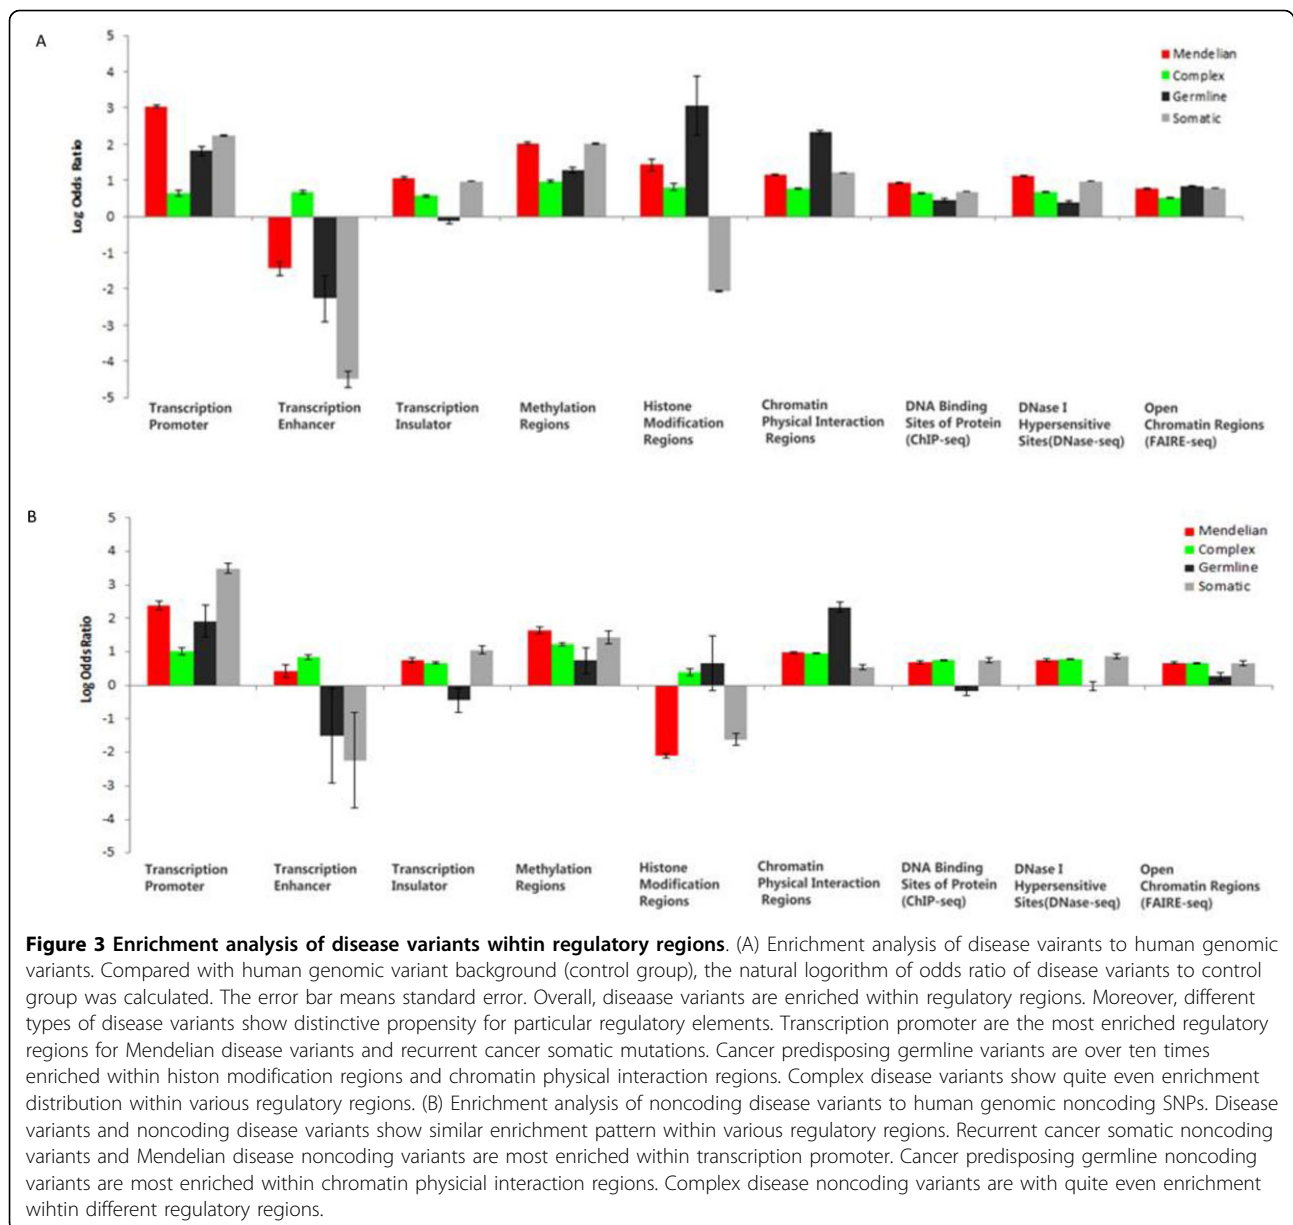 A
5
4
3
2
1
0
-1
-2
-3
-4
-5
Log Odds Ratio
Mendelian
Complex
Germline
Somatic
Transcription
Promoter
Transcription
Enhancer
Transcription
Insulator
Methylation
Regions
Histone
Modification
Regions
Chromatin
Physical Interaction
Regions
DNA Binding
Sites of Protein
(ChIP-seq)
DNase I
Hypersensitive
Sites(DNase-seq)
Open
Chromatin Regions
(FAIRE-seq)
B
5
4
3
2
1
0
-1
-2
-3
-4
-5
Log Odds Ratio
Mendelian
Complex
Germline
Somatic
Transcription
Promoter
Transcription
Enhancer
Transcription
Insulator
Methylation
Regions
Histone
Modification
Regions
Chromatin
Physical Interaction
Regions
DNA Binding
Sites of Protein
(ChIP-seq)
DNase I
Hypersensitive
Sites(DNase-seq)
Open
Chromatin Regions
(FAIRE-seq)
Figure 3 Enrichment analysis of disease variants wihtin regulatory regions. (A) Enrichment analysis of disease vairants to human genomic
variants. Compared with human genomic variant background (control group), the natural logorithm of odds ratio of disease variants to control
group was calculated. The error bar means standard error. Overall, diseaase variants are enriched within regulatory regions. Moreover, different
types of disease variants show distinctive propensity for particular regulatory elements. Transcription promoter are the most enriched regulatory
regions for Mendelian disease variants and recurrent cancer somatic mutations. Cancer predisposing germline variants are over ten times
enriched within histon modification regions and chromatin physical interaction regions. Complex disease variants show quite even enrichment
distribution within various regulatory regions. (B) Enrichment analysis of noncoding disease variants to human genomic noncoding SNPs. Disease
variants and noncoding disease variants show similar enrichment pattern within various regulatory regions. Recurrent cancer somatic noncoding
variants and Mendelian disease noncoding variants are most enriched within transcription promoter. Cancer predisposing germline noncoding
variants are most enriched within chromatin physicial interaction regions. Complex disease noncoding variants are with quite even enrichment
wihtin different regulatory regions.